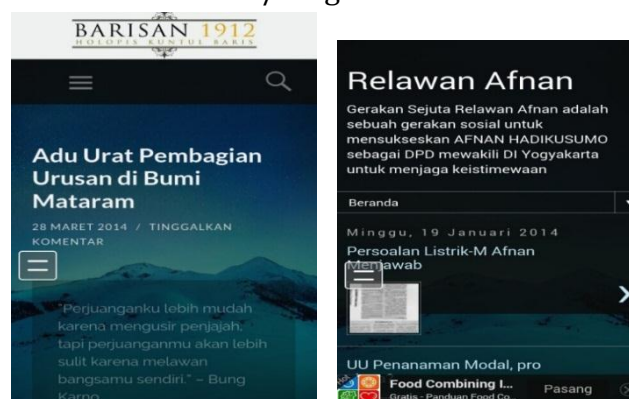 BARISAN 1912
HOLOPIS KUNTUL BARIS
Adu Urat Pembagian
Urusan di Bumi
Mataram
28 MARET 2014 / TINGGALKAN
KOMENTAR
"Perjuanganku lebih mudah
karena mengusir penjajah,
tapi perjuanganmu akan lebih
sulit karena melawan
bangsamu sendiri." – Bung
Karno
Relawan Afnan
Gerakan Sejuta Relawan Afnan adalah
sebuah gerakan sosial untuk
mensukseskan AFNAN HADIKUSUMO
sebagai DPD mewakili DI Yogyakarta
untuk menjaga keistimewaan
Beranda
Minggu, 19 Januari 2014
Persoalan Listrik-M Afnan
Menjawab
UU Penanaman Modal, pro
Hot
Food Combining I...
Gratis - Panduan Food Co...
Pasang